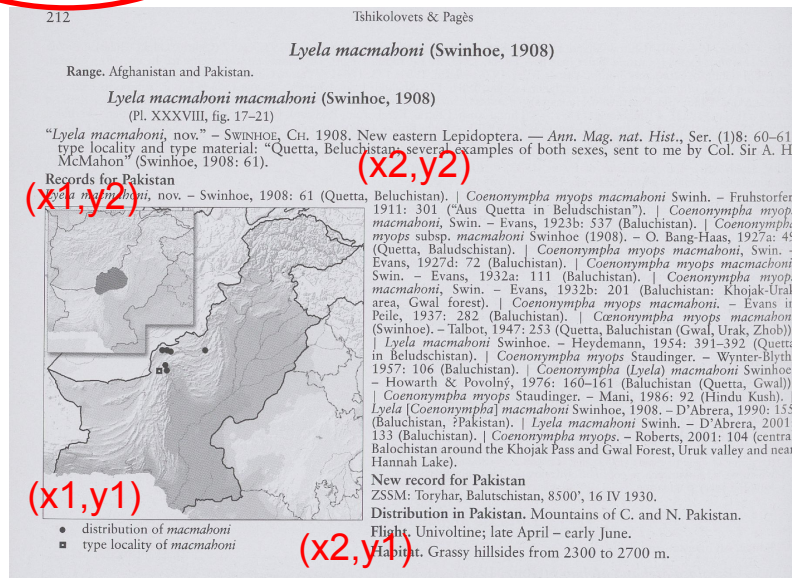 212
Tshikolovets & Pagès
Lyela macmahoni (Swinhoe, 1908)
Range. Afghanistan and Pakistan.
Lyela macmahoni macmahoni (Swinhoe, 1908)
(Pl. XXXVIII, fig. 17–21)
“Lyela macmahoni, nov.” – SWINHOE, CH. 1908. New eastern Lepidoptera. — Ann. Mag. nat. Hist., Ser. (1)8: 60–61
type locality and type material: “Quetta, Beluchistan; several examples of both sexes, sent to me by Col. Sir A. H
McMahon” (Swinhoe, 1908: 61).
(x2,y2)
Records for Pakistan
(x1,y2)
Lyela macmahoni, nov. – Swinhoe, 1908: 61 (Quetta, Beluchistan). | Coenonympha myops macmahoni Swinh. – Fruhstorfer
1911: 301 (“Aus Quetta in Beludschistan”). | Coenonympha myops
macmahoni, Swin. – Evans, 1923b: 537 (Baluchistan). | Coenonympha
myops subsp. macmahoni Swinhoe (1908). – O. Bang-Haas, 1927a: 49
(Quetta, Baludschistan). | Coenonympha myops macmahoni, Swin. –
Evans, 1927d: 72 (Baluchistan). | Coenonympha myops macmachoni
Swin. – Evans, 1932a: 111 (Baluchistan). | Coenonympha myops
macmahoni, Swin. – Evans, 1932b: 201 (Baluchistan: Khojak-Urak
area, Gwal forest). | Coenonympha myops macmahoni. – Evans in
Peile, 1937: 282 (Baluchistan). | Cœnonympha myops macmahoni
(Swinhoe). – Talbot, 1947: 253 (Quetta, Baluchistan (Gwal, Urak, Zhob))
| Lyela macmahoni Swinhoe. – Heydemann, 1954: 391–392 (Quetta
in Beludschistan). | Coenonympha myops Staudinger. – Wynter-Blyth
1957: 106 (Baluchistan). | Coenonympha (Lyela) macmahoni Swinhoe
– Howarth & Povolný, 1976: 160–161 (Baluchistan (Quetta, Gwal))
| Coenonympha myops Staudinger. – Mani, 1986: 92 (Hindu Kush). |
Lyela [Coenonympha] macmahoni Swinhoe, 1908. – D’Abrera, 1990: 155
(Baluchistan, ?Pakistan). | Lyela macmahoni Swinh. – D’Abrera, 2001:
133 (Baluchistan). | Coenonympha myops. – Roberts, 2001: 104 (central
Balochistan around the Khojak Pass and Gwal Forest, Uruk valley and near
Hannah Lake).
New record for Pakistan
ZSSM: Toryhar, Balutschistan, 8500’, 16 IV 1930.
Distribution in Pakistan. Mountains of C. and N. Pakistan.
Flight. Univoltine; late April – early June.
Habitat. Grassy hillsides from 2300 to 2700 m.
(x1,y1)
(x2,y1)
distribution of macmahoni
type locality of macmahoni